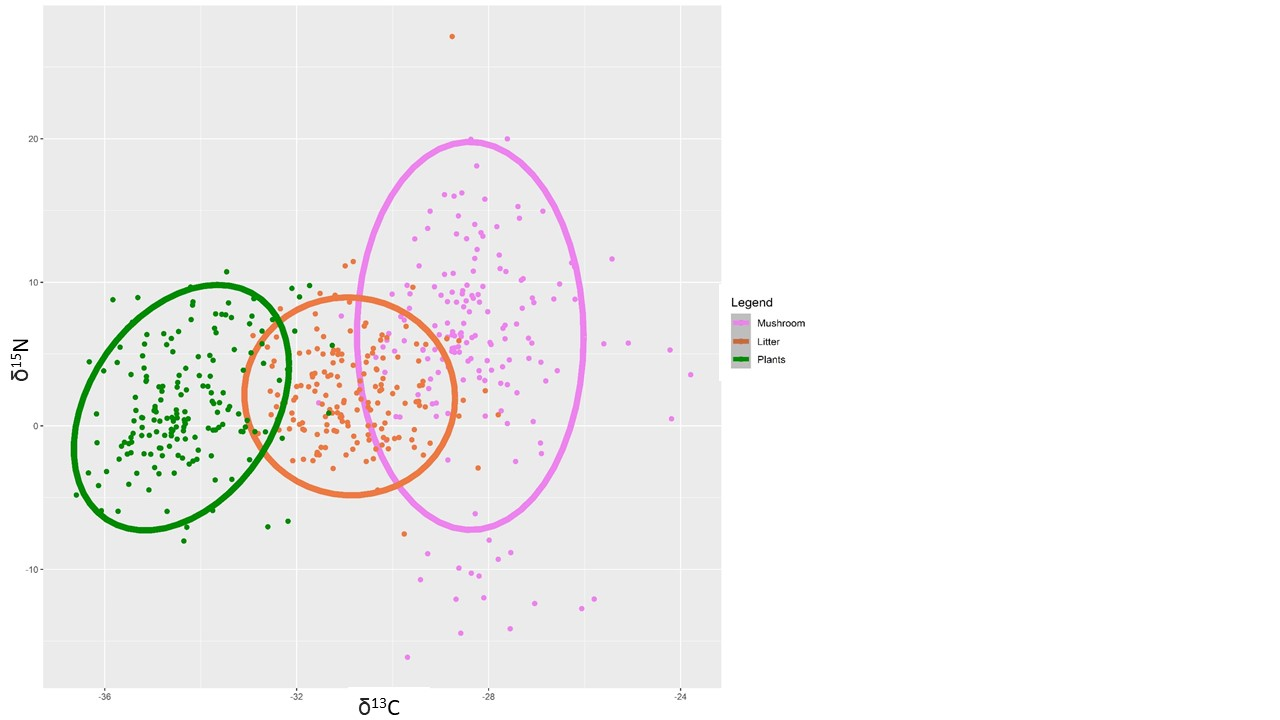 20
10
0
-10
-36
-32
-28
-24
δ¹⁵N
δ¹³C
Legend
Mushroom
Litter
Plants